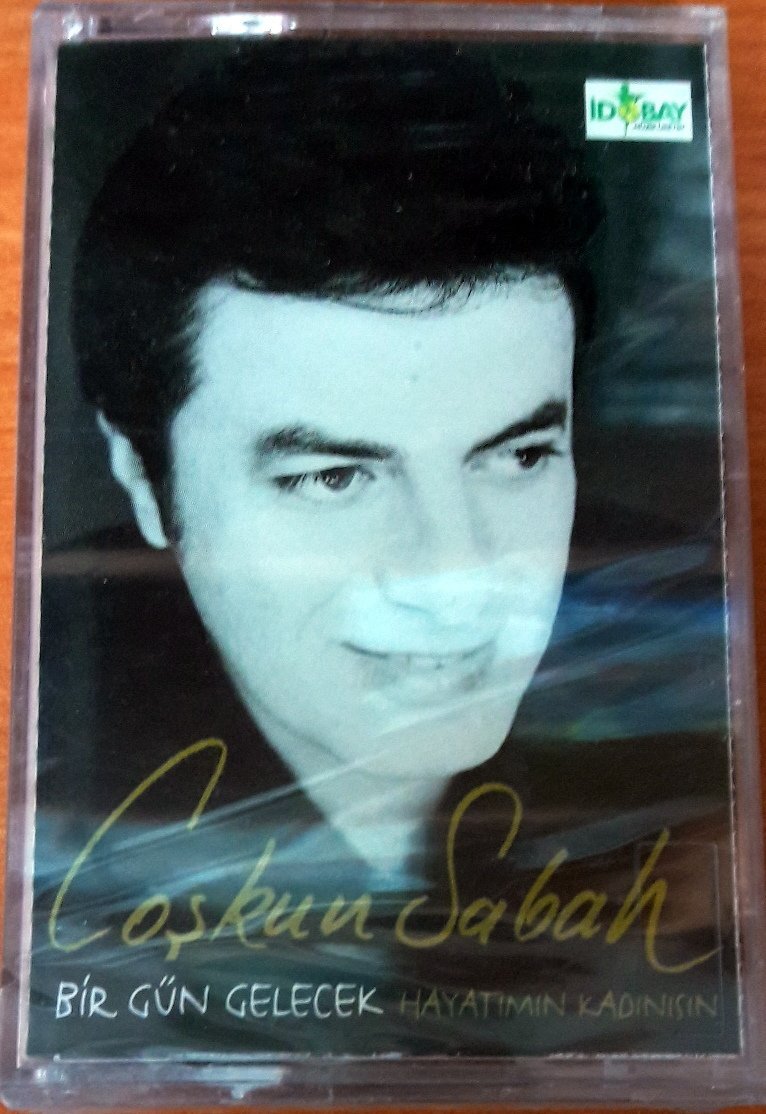 İDOBAY
Coşkun Sabah
BİR GÜN GELECEK HAYATIMIN KADINISIN